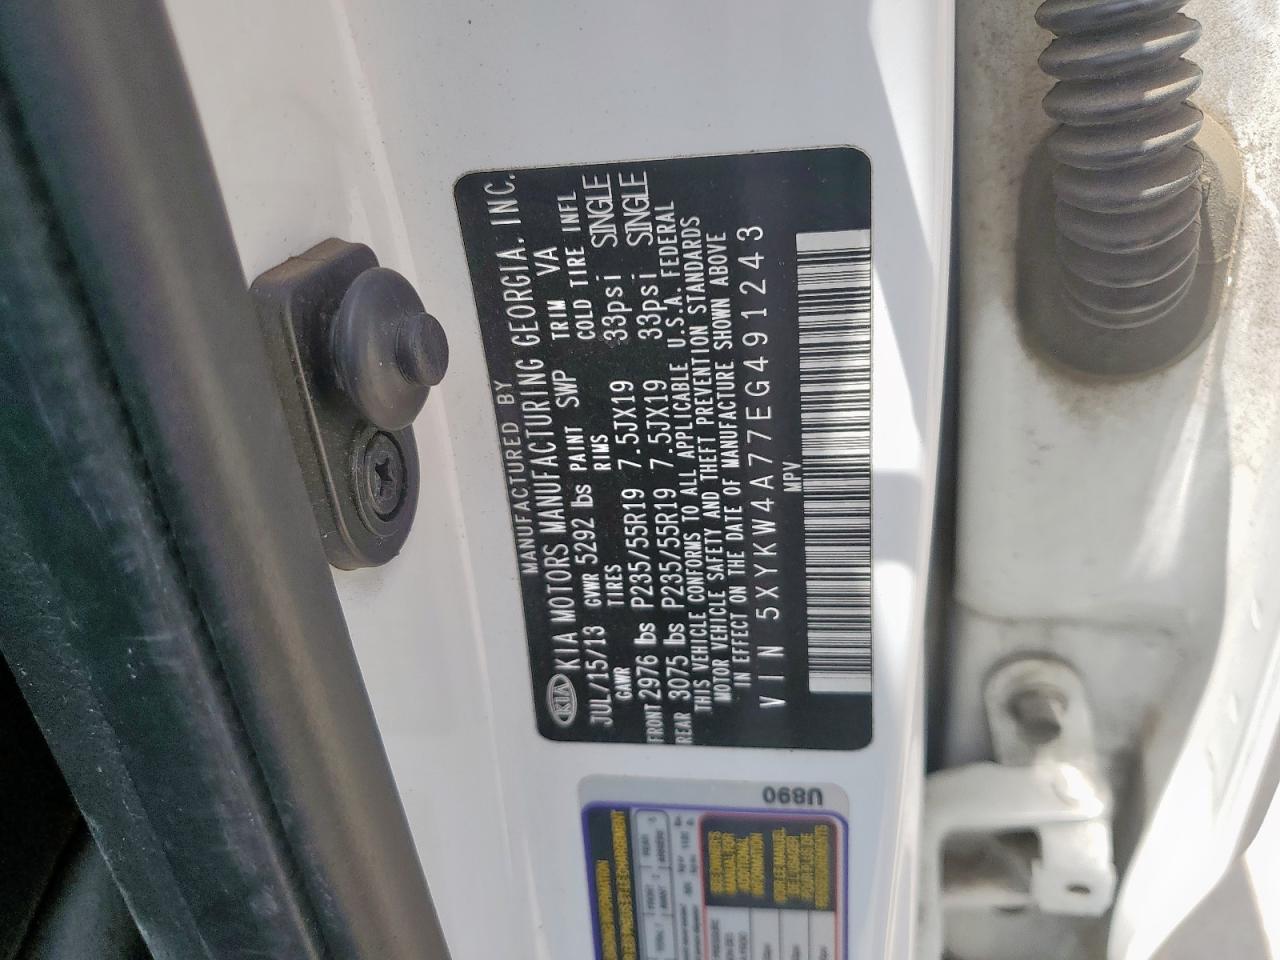 MANUFACTURED BY
KIA KIA MOTORS MANUFACTURING GEORGIA, INC.
JUL/15/13 GVWR 5292 lbs PAINT SWP TRIM VA
GAWR TIRES RIMS COLD TIRE INFL
FRONT 2976 lbs P235/55R19 7.5JX19 33psi SINGLE
REAR 3075 lbs P235/55R19 7.5JX19 33psi SINGLE
THIS VEHICLE CONFORMS TO ALL APPLICABLE U.S.A. FEDERAL
MOTOR VEHICLE SAFETY AND THEFT PREVENTION STANDARDS
IN EFFECT ON THE DATE OF MANUFACTURE SHOWN ABOVE
VIN 5XYKW4A77EG491243
MPV
U890